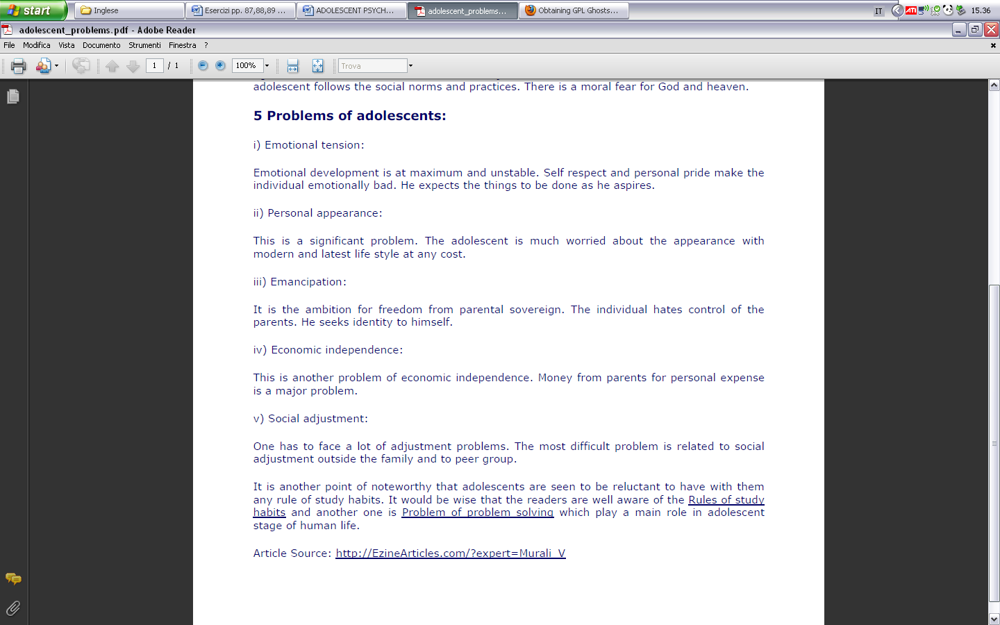 start
Inglese
Esercizi pp. 87,88,89 ...
ADOLESCENT PSYCH...
adolescent_problems...
Obtaining GPL Ghosts...
IT
ATI
15.36
adolescent_problems.pdf - Adobe Reader
File Modifica Vista Documento Strumenti Finestra ?
1 / 1
100%
Trova
adolescent follows the social norms and practices. There is a moral fear for God and heaven.
5 Problems of adolescents:
i) Emotional tension:
Emotional development is at maximum and unstable. Self respect and personal pride make the
individual emotionally bad. He expects the things to be done as he aspires.
ii) Personal appearance:
This is a significant problem. The adolescent is much worried about the appearance with
modern and latest life style at any cost.
iii) Emancipation:
It is the ambition for freedom from parental sovereign. The individual hates control of the
parents. He seeks identity to himself.
iv) Economic independence:
This is another problem of economic independence. Money from parents for personal expense
is a major problem.
v) Social adjustment:
One has to face a lot of adjustment problems. The most difficult problem is related to social
adjustment outside the family and to peer group.
It is another point of noteworthy that adolescents are seen to be reluctant to have with them
any rule of study habits. It would be wise that the readers are well aware of the Rules of study
habits and another one is Problem of problem solving which play a main role in adolescent
stage of human life.
Article Source: http://EzineArticles.com/?expert=Murali_V